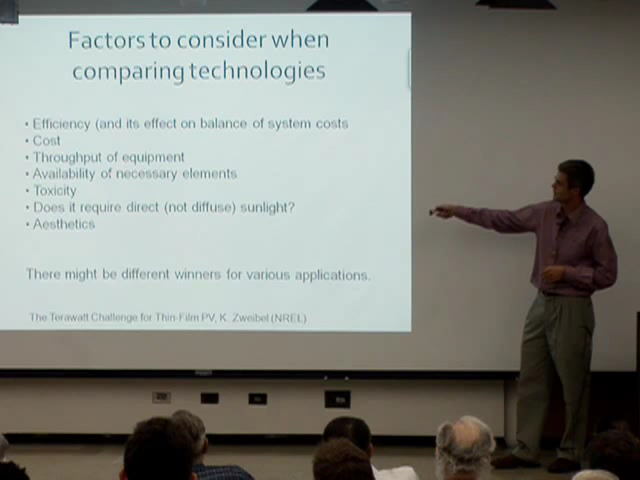 Factors to consider when
comparing technologies
• Efficiency (and its effect on balance of system costs
• Cost
• Throughput of equipment
• Availability of necessary elements
• Toxicity
• Does it require direct (not diffuse) sunlight?
• Aesthetics
There might be different winners for various applications.
The Terawatt Challenge for Thin-Film PV, K. Zweibel (NREL)